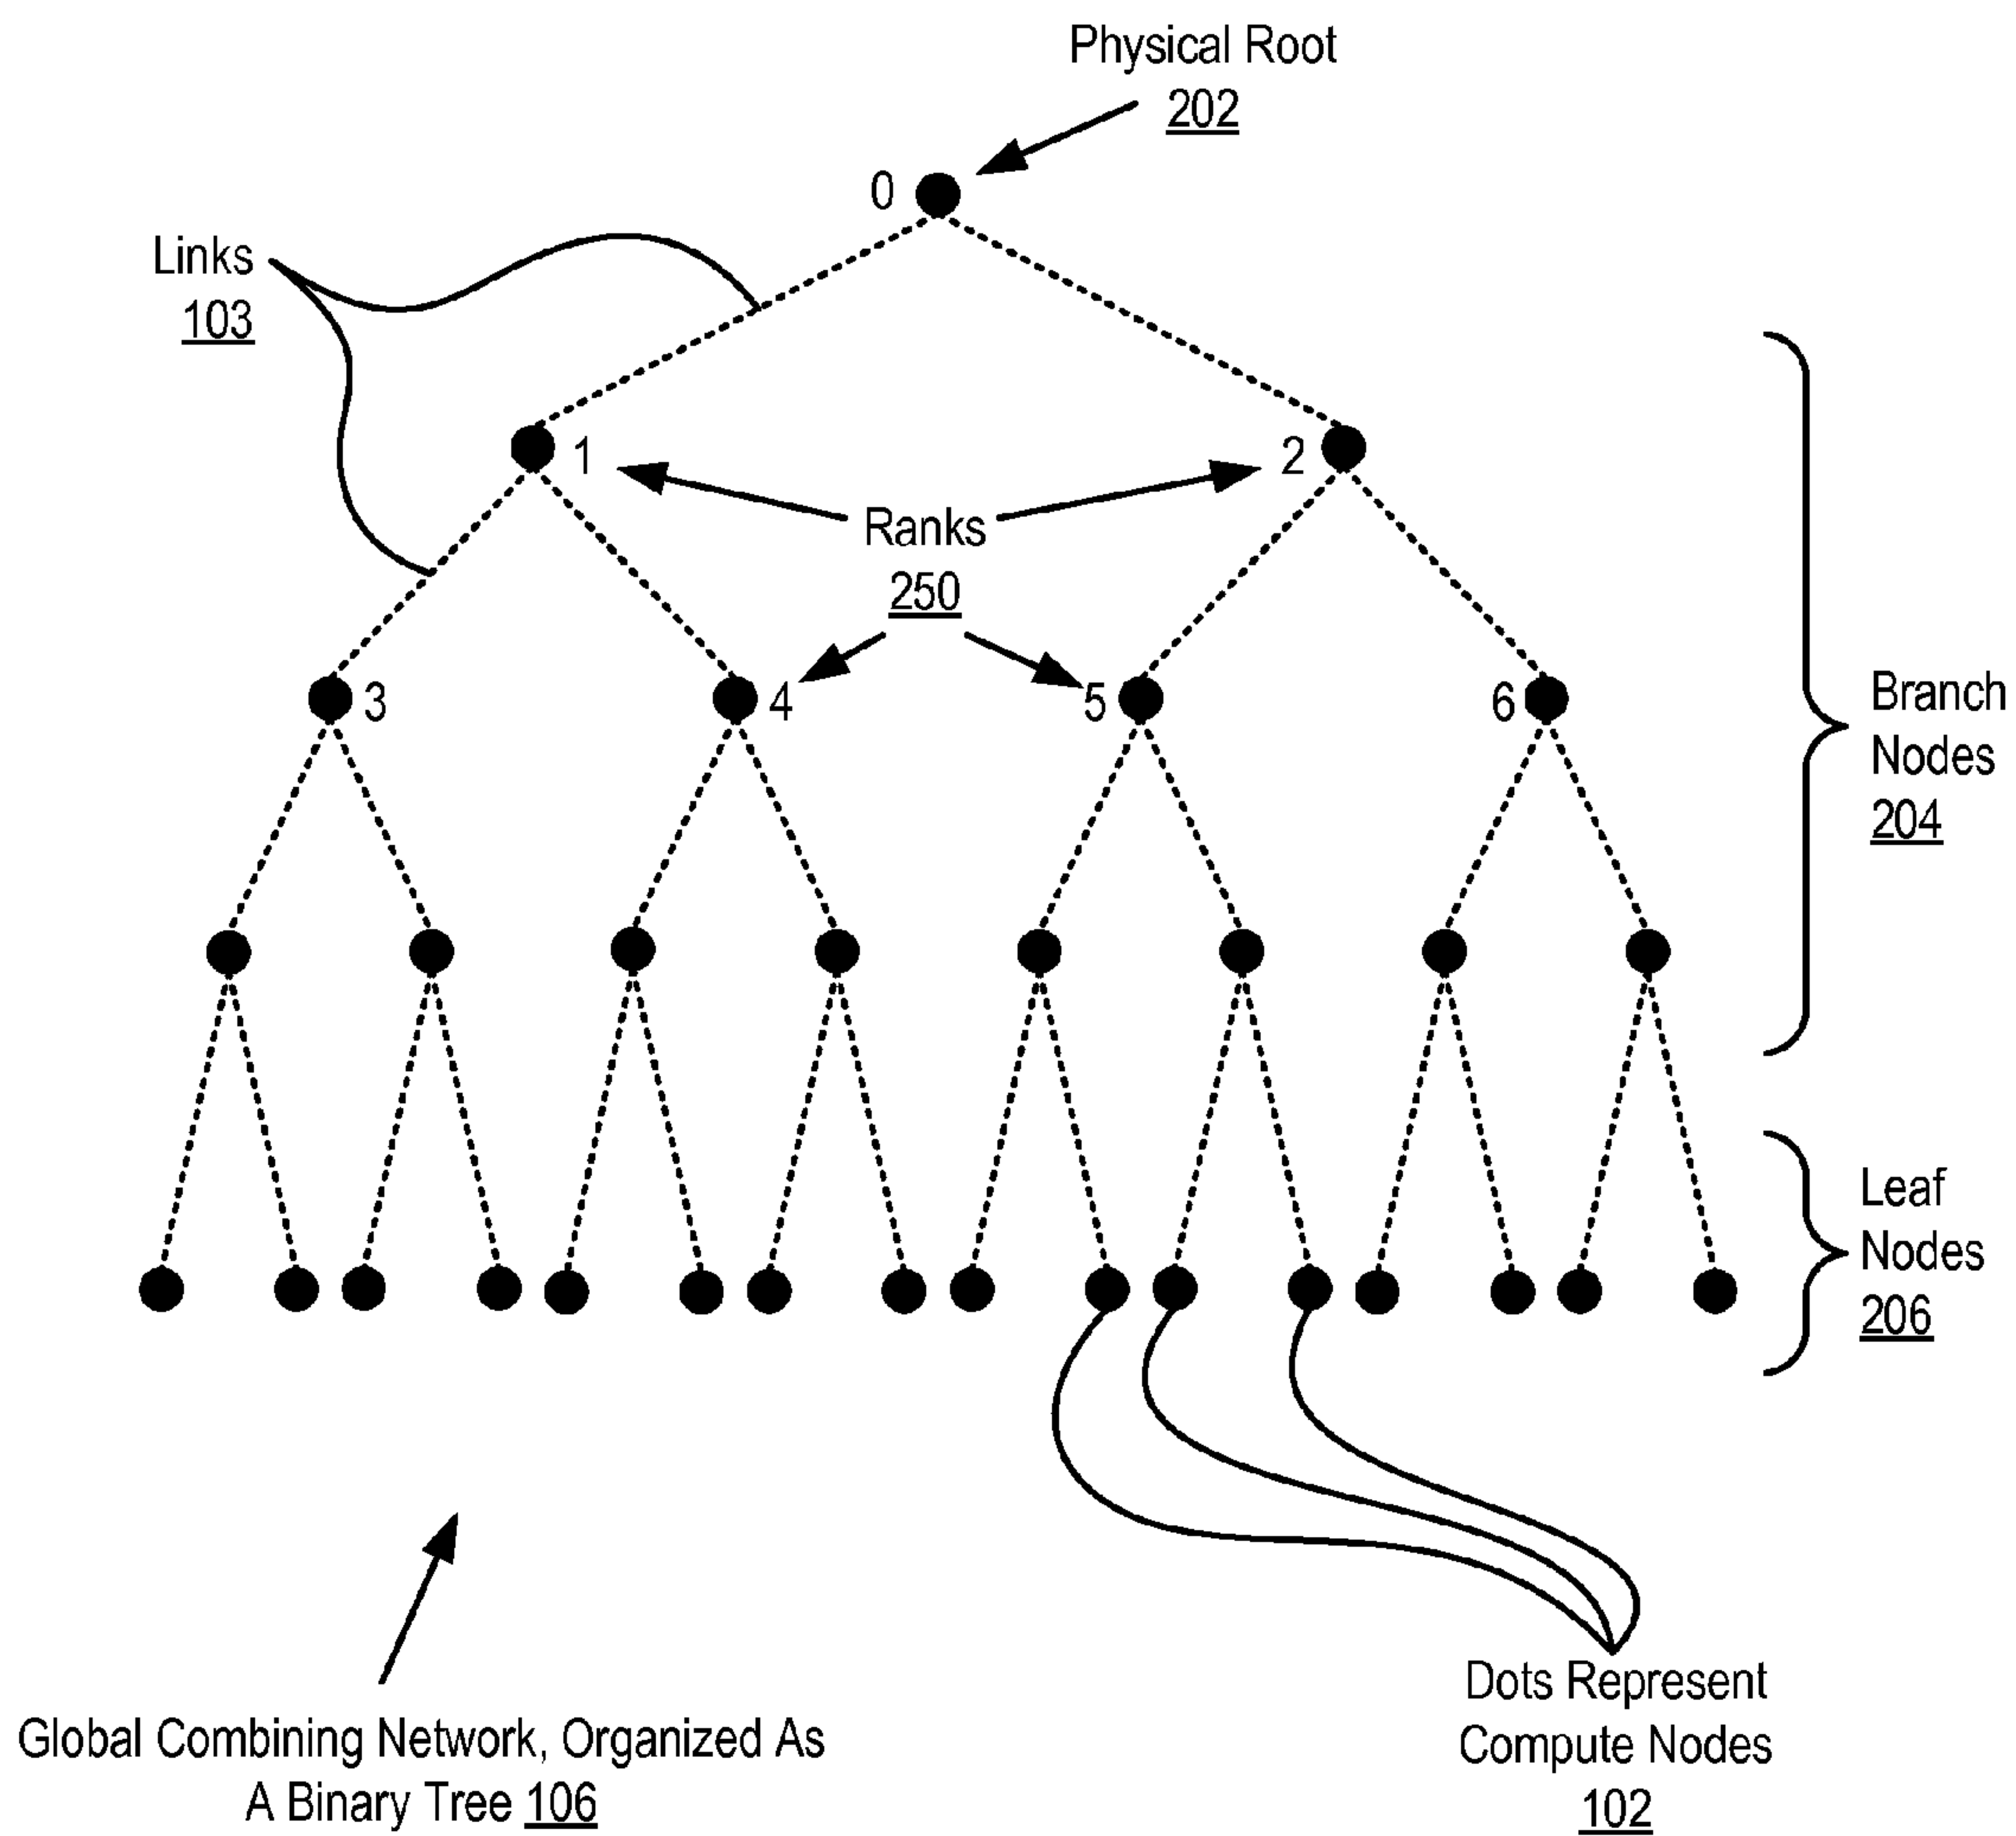 Physical Root
202
0
Links
103
1
2
Ranks
250
3
4
5
6
Branch
Nodes
204
Leaf
Nodes
206
Global Combining Network, Organized As
A Binary Tree 106
Dots Represent
Compute Nodes
102